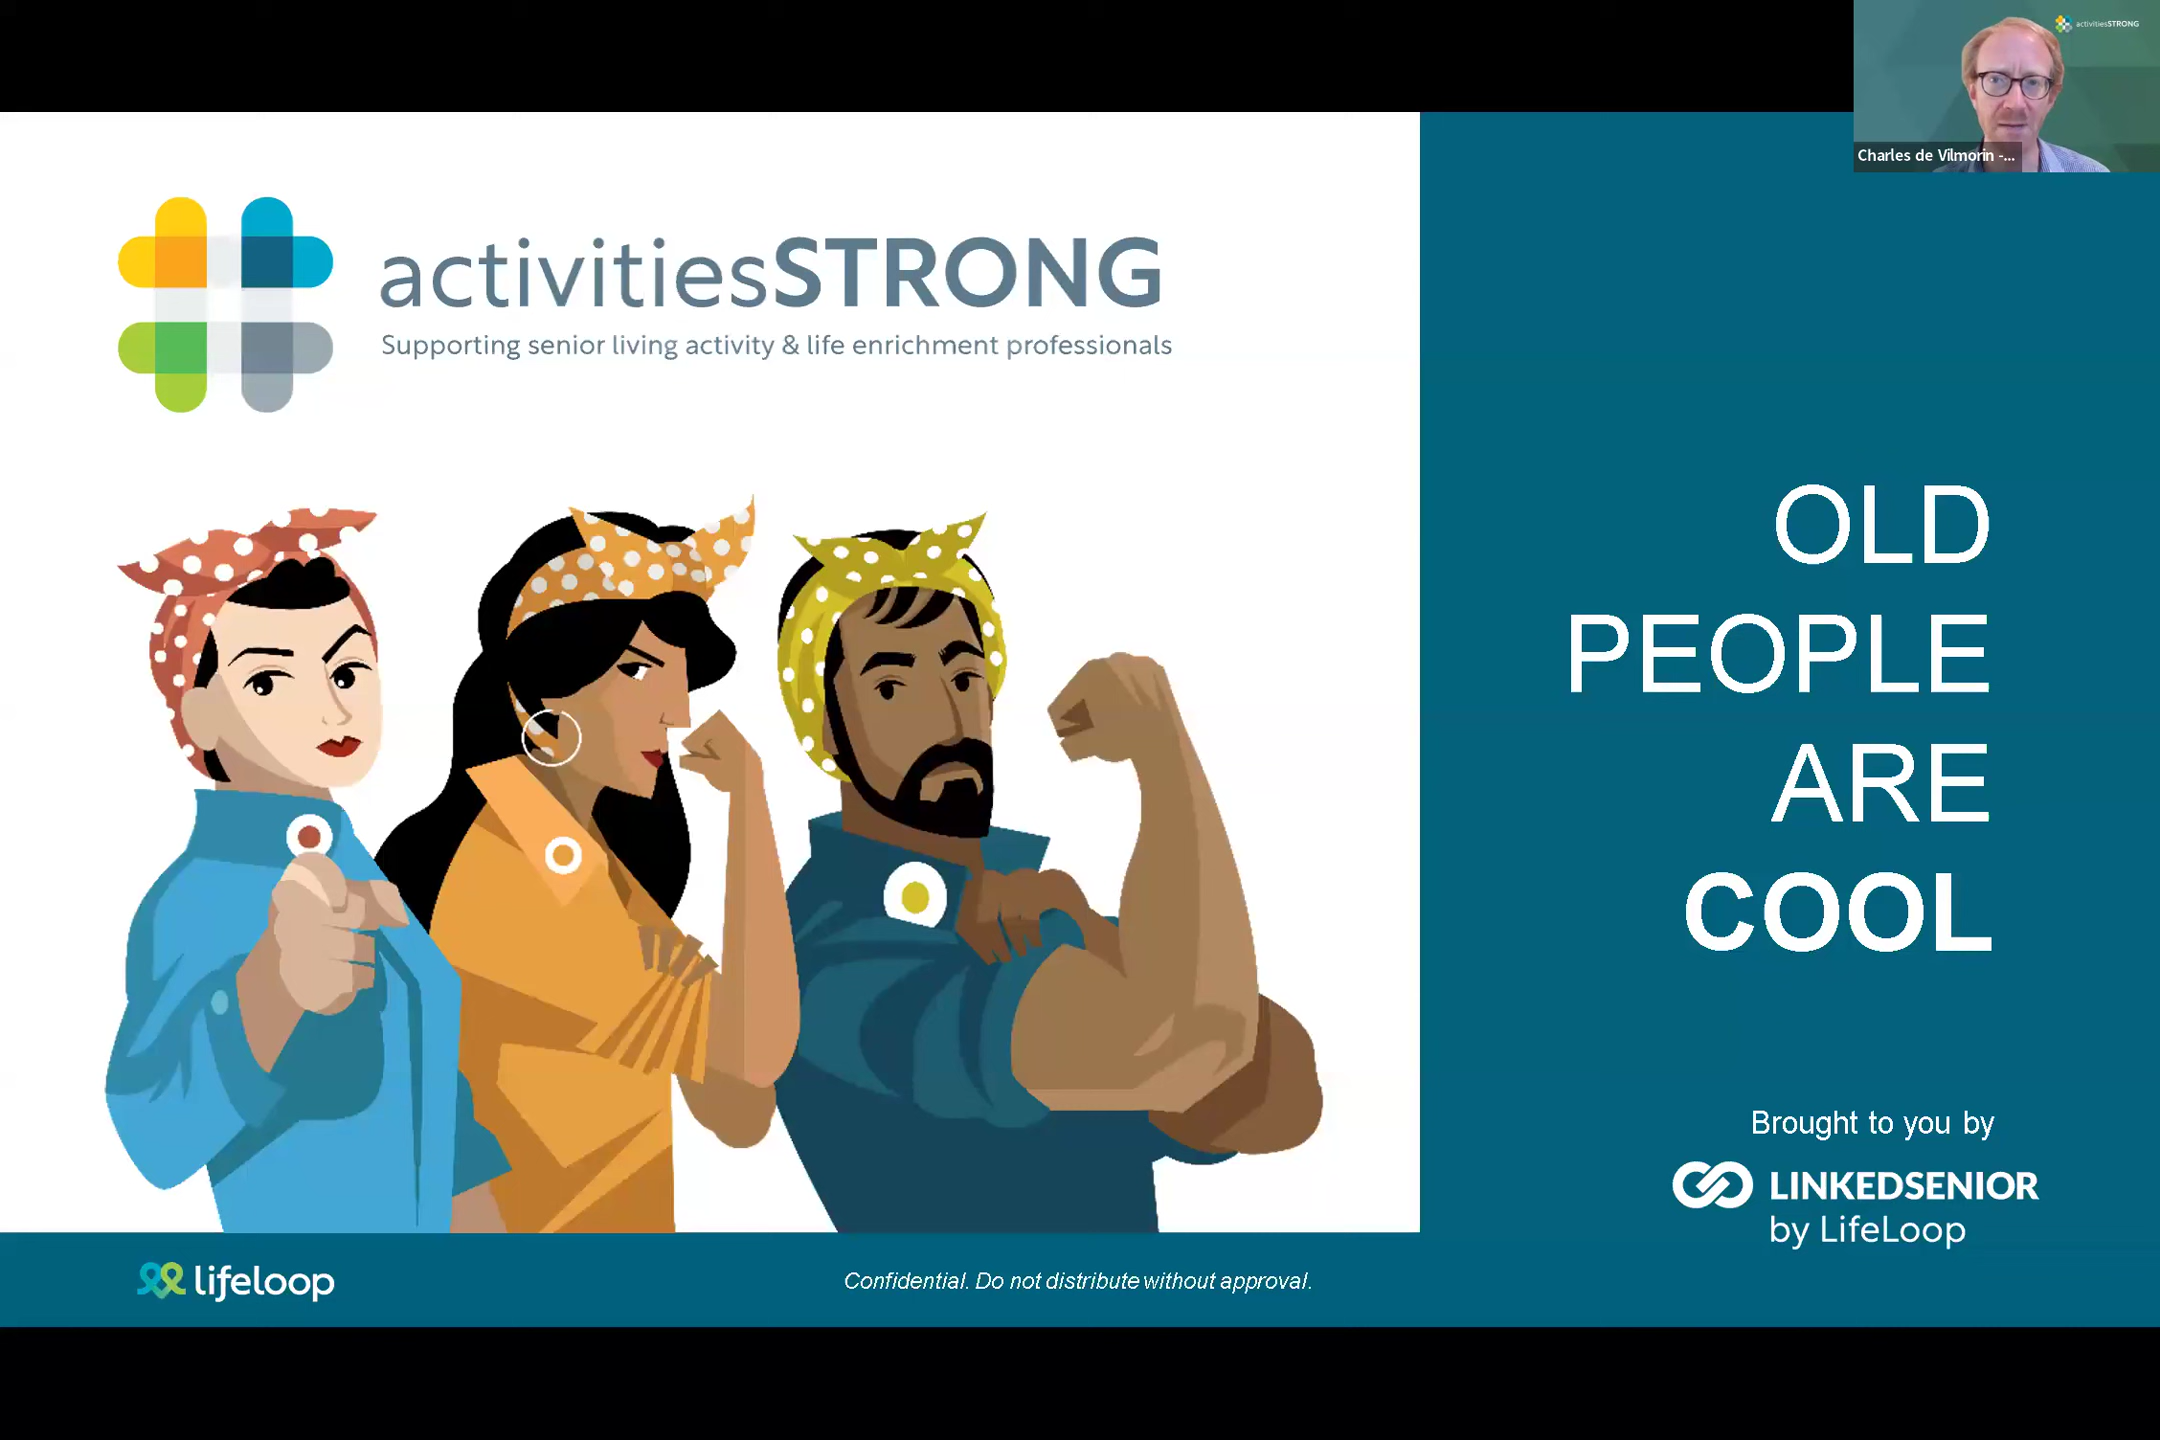 activitiesSTRONG
Charles de Vilmorin -...
activitiesSTRONG
Supporting senior living activity & life enrichment professionals
OLD
PEOPLE
ARE
COOL
Brought to you by
LINKEDSENIOR
by LifeLoop
lifeloop
Confidential. Do not distribute without approval.